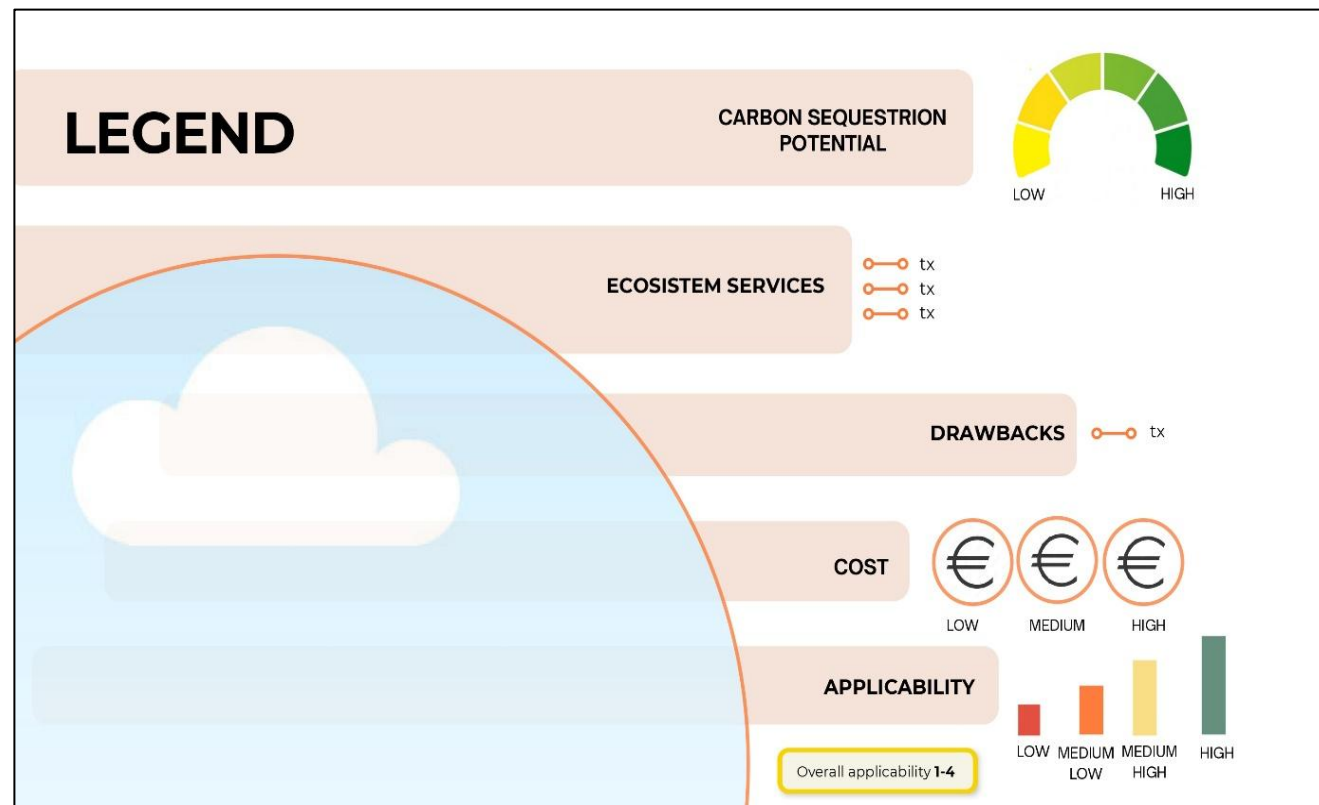 LEGEND
CARBON SEQUESTRION
POTENTIAL
LOW
HIGH
ECOSISTEM SERVICES
tx
tx
tx
DRAWBACKS
tx
COST
€ € €
LOW MEDIUM HIGH
APPLICABILITY
LOW MEDIUM LOW MEDIUM HIGH HIGH
Overall applicability 1-4